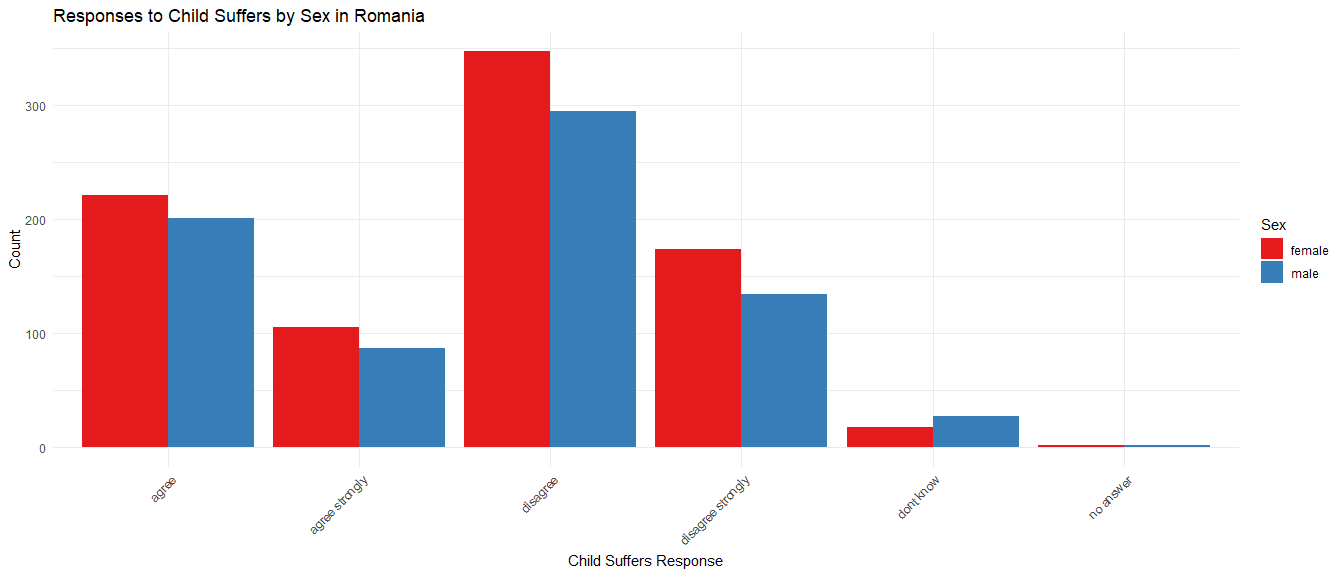 Responses to Child Suffers by Sex in Romania
300
200
100
0
Count
agree
agree strongly
disagree
disagree strongly
dont know
no answer
Child Suffers Response
Sex
female
male